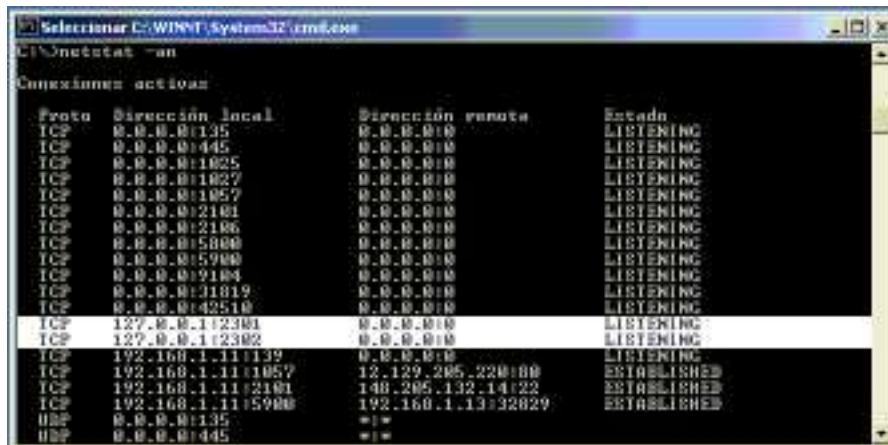 Seleccionar C:\WINNT\System32\cmd.exe
C:\>netstat -an
Conexiones activas
Proto Dirección local Dirección remota Estado
TCP 0.0.0.0:135 0.0.0.0:0 LISTENING
TCP 0.0.0.0:445 0.0.0.0:0 LISTENING
TCP 0.0.0.0:1025 0.0.0.0:0 LISTENING
TCP 0.0.0.0:1027 0.0.0.0:0 LISTENING
TCP 0.0.0.0:1057 0.0.0.0:0 LISTENING
TCP 0.0.0.0:2101 0.0.0.0:0 LISTENING
TCP 0.0.0.0:2106 0.0.0.0:0 LISTENING
TCP 0.0.0.0:5800 0.0.0.0:0 LISTENING
TCP 0.0.0.0:5900 0.0.0.0:0 LISTENING
TCP 0.0.0.0:9104 0.0.0.0:0 LISTENING
TCP 0.0.0.0:31819 0.0.0.0:0 LISTENING
TCP 0.0.0.0:42510 0.0.0.0:0 LISTENING
TCP 127.0.0.1:2301 0.0.0.0:0 LISTENING
TCP 127.0.0.1:2302 0.0.0.0:0 LISTENING
TCP 192.168.1.11:139 0.0.0.0:0 LISTENING
TCP 192.168.1.11:1057 12.129.205.220:80 ESTABLISHED
TCP 192.168.1.11:2101 148.205.132.14:22 ESTABLISHED
TCP 192.168.1.11:5900 192.168.1.13:32829 ESTABLISHED
UDP 0.0.0.0:135 *:*
UDP 0.0.0.0:445 *:*